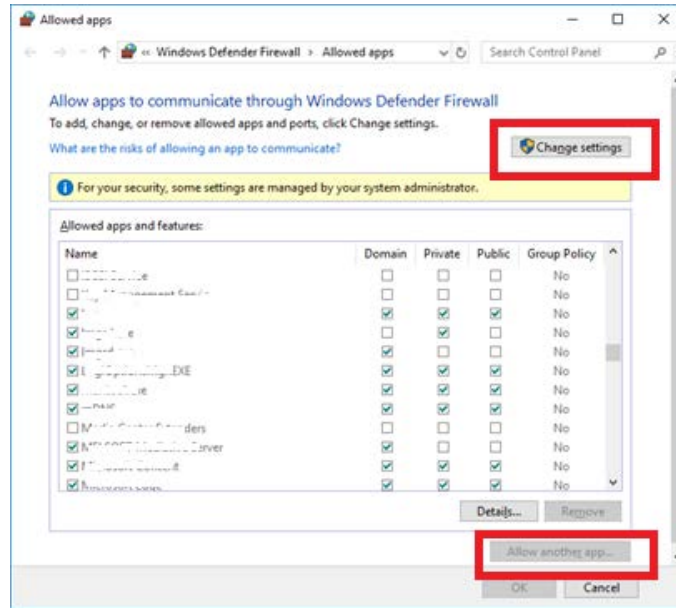 Allowed apps
« Windows Defender Firewall › Allowed apps
Search Control Panel
Allow apps to communicate through Windows Defender Firewall
To add, change, or remove allowed apps and ports, click Change settings.
What are the risks of allowing an app to communicate?
Change settings
For your security, some settings are managed by your system administrator.
Allowed apps and features:
Name Domain Private Public Group Policy
No
No
No
No
No
.EXE No
No
No
No
No
No
No
Details...
Remove
Allow another app...
OK Cancel